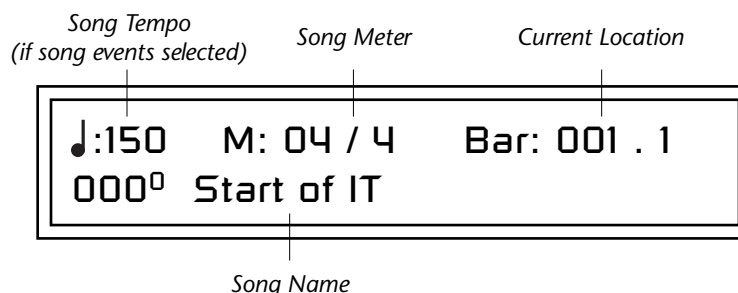 Song Tempo
(if song events selected)
Song Meter
Current Location
♩:150 M: 04 / 4 Bar: 001 . 1
000⁰ Start of IT
Song Name